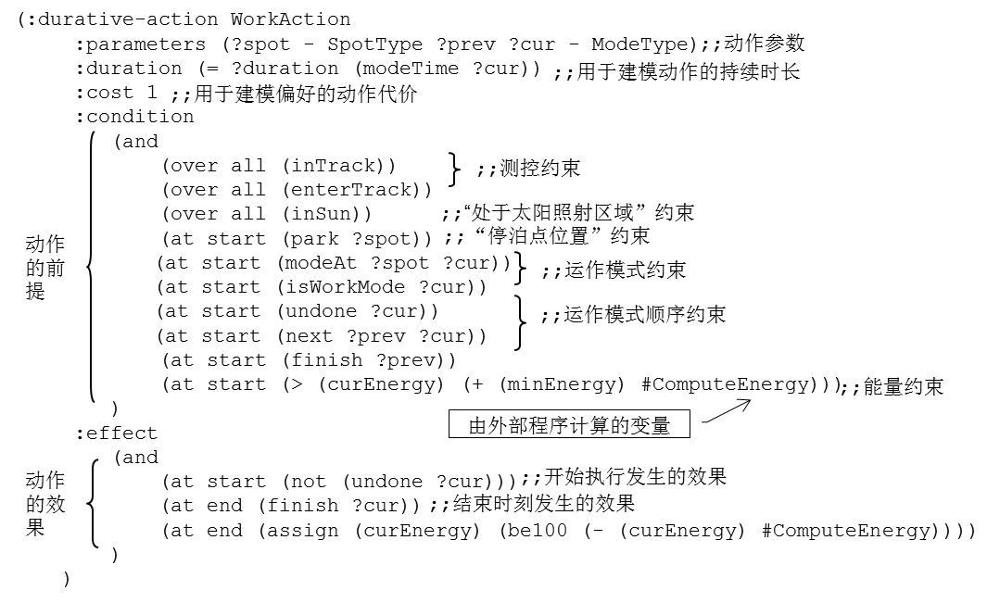 (:durative-action WorkAction
:parameters (?spot - SpotType ?prev ?cur - ModeType);;动作参数
:duration (= ?duration (modeTime ?cur)) ;;用于建模动作的持续时长
:cost 1 ;;用于建模偏好的动作代价
:condition
(and
(over all (inTrack)) ;;测控约束
(over all (enterTrack))
(over all (inSun)) ;;“处于太阳照射区域”约束
(at start (park ?spot)) ;;“停泊点位置”约束
(at start (modeAt ?spot ?cur)) ;;运作模式约束
(at start (isWorkMode ?cur))
(at start (undone ?cur)) ;;运作模式顺序约束
(at start (next ?prev ?cur))
(at start (finish ?prev))
(at start (> (curEnergy) (+ (minEnergy) #ComputeEnergy)));;能量约束
)
动作
的前
提
由外部程序计算的变量
:effect
(and
(at start (not (undone ?cur)));;开始执行发生的效果
(at end (finish ?cur)) ;;结束时刻发生的效果
(at end (assign (curEnergy) (be100 (- (curEnergy) #ComputeEnergy))))
)
动作
的效
果
)